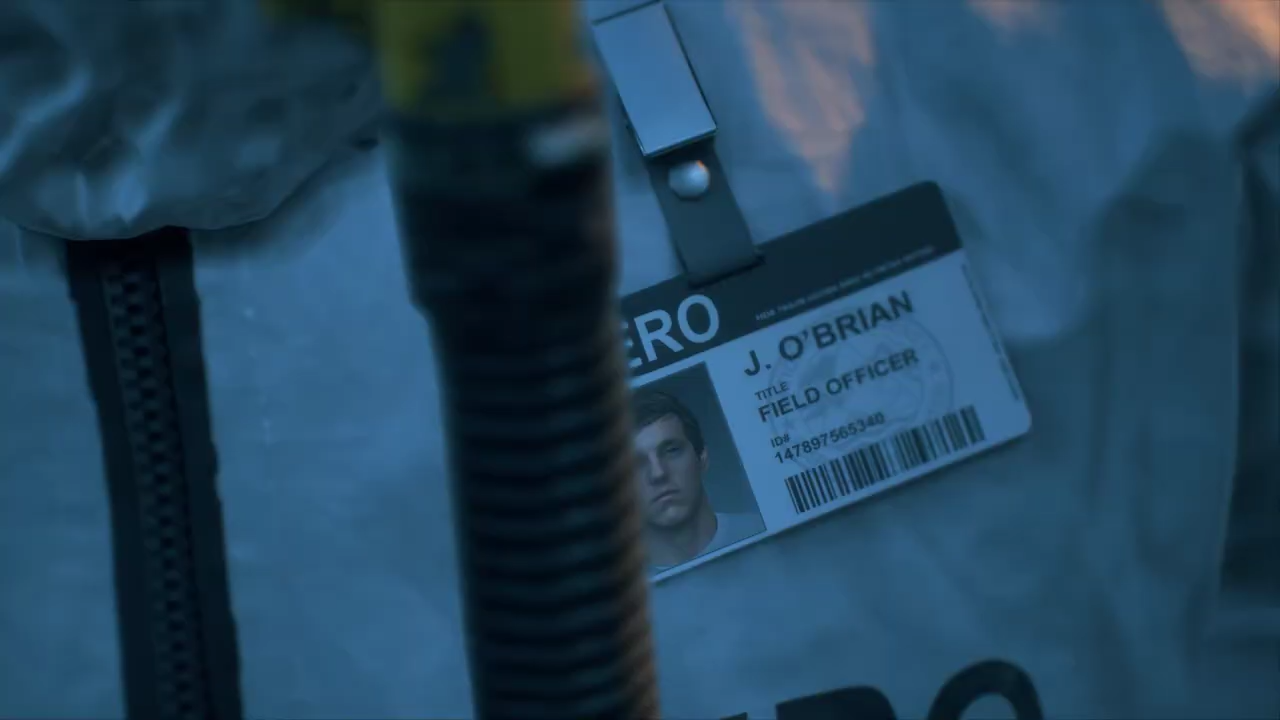 ERO
J. O'BRIAN
TITLE
FIELD OFFICER
ID#
147897565340